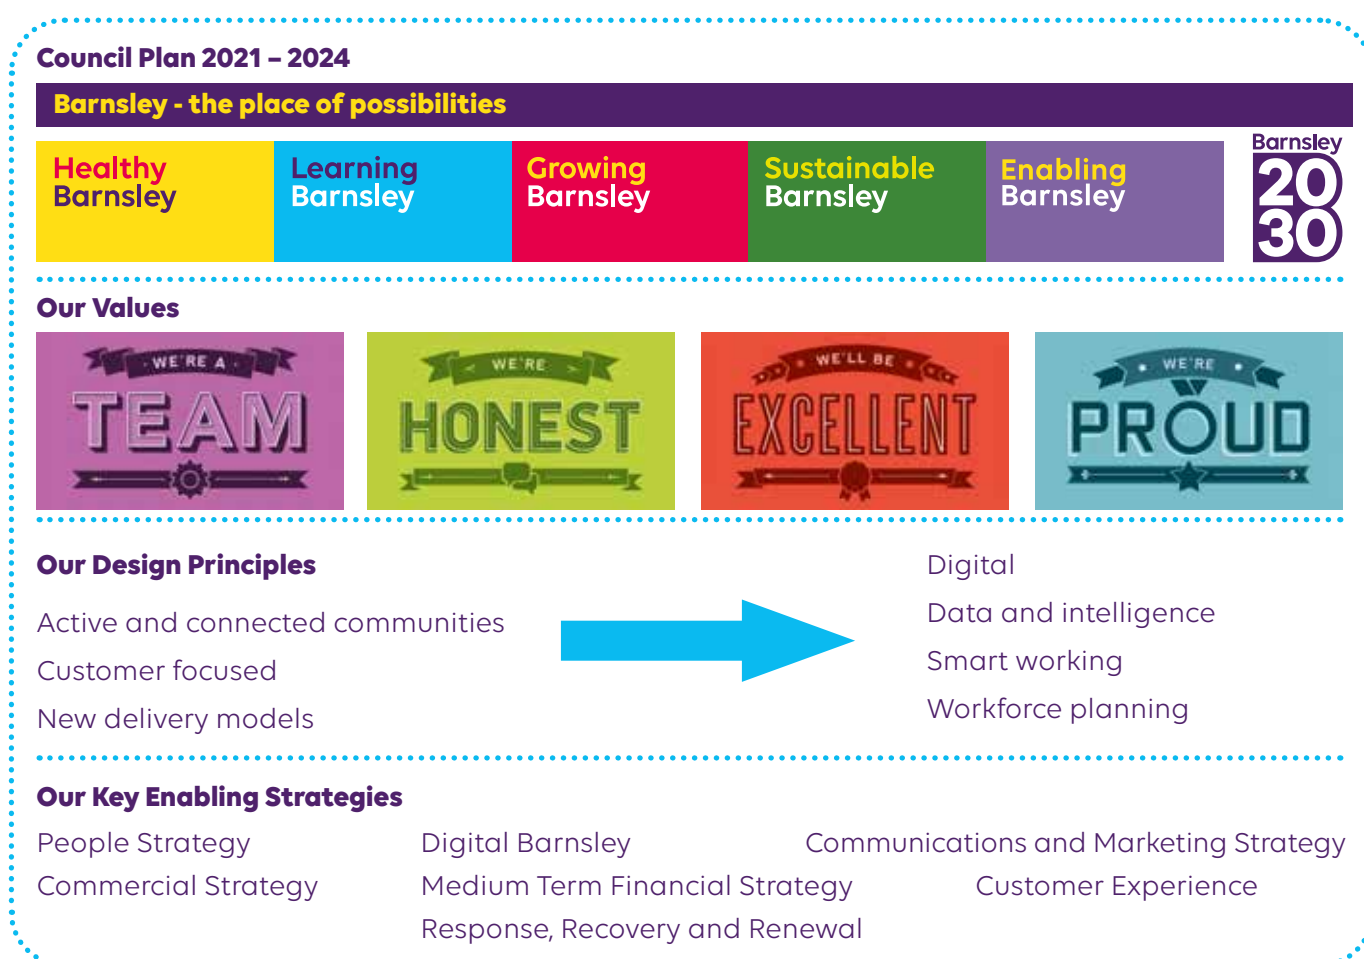 Council Plan 2021 – 2024
Barnsley - the place of possibilities
Healthy
Barnsley
Learning
Barnsley
Growing
Barnsley
Sustainable
Barnsley
Enabling
Barnsley
Barnsley
20
30
Our Values
WE'RE A
TEAM
WE'RE
HONEST
WE'LL BE
EXCELLENT
WE'RE
PROUD
Our Design Principles
Active and connected communities
Customer focused
New delivery models
Digital
Data and intelligence
Smart working
Workforce planning
Our Key Enabling Strategies
People Strategy
Commercial Strategy
Digital Barnsley
Medium Term Financial Strategy
Response, Recovery and Renewal
Communications and Marketing Strategy
Customer Experience